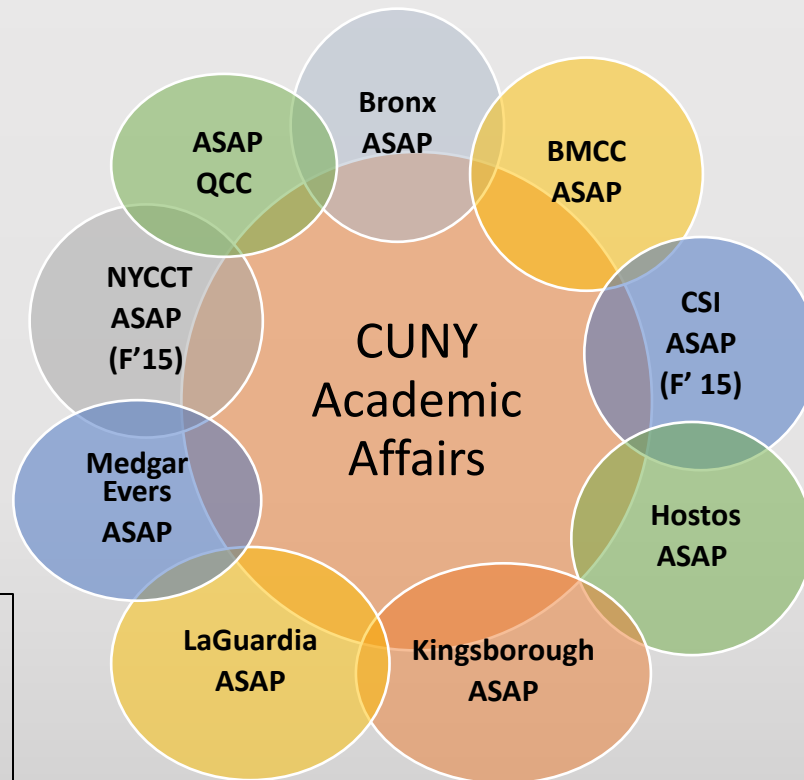 Bronx
ASAP
BMCC
ASAP
CSI
ASAP
(F' 15)
Hostos
ASAP
Kingsborough
ASAP
LaGuardia
ASAP
Medgar
Evers
ASAP
NYCCT
ASAP
(F’15)
ASAP
QCC
CUNY
Academic
Affairs